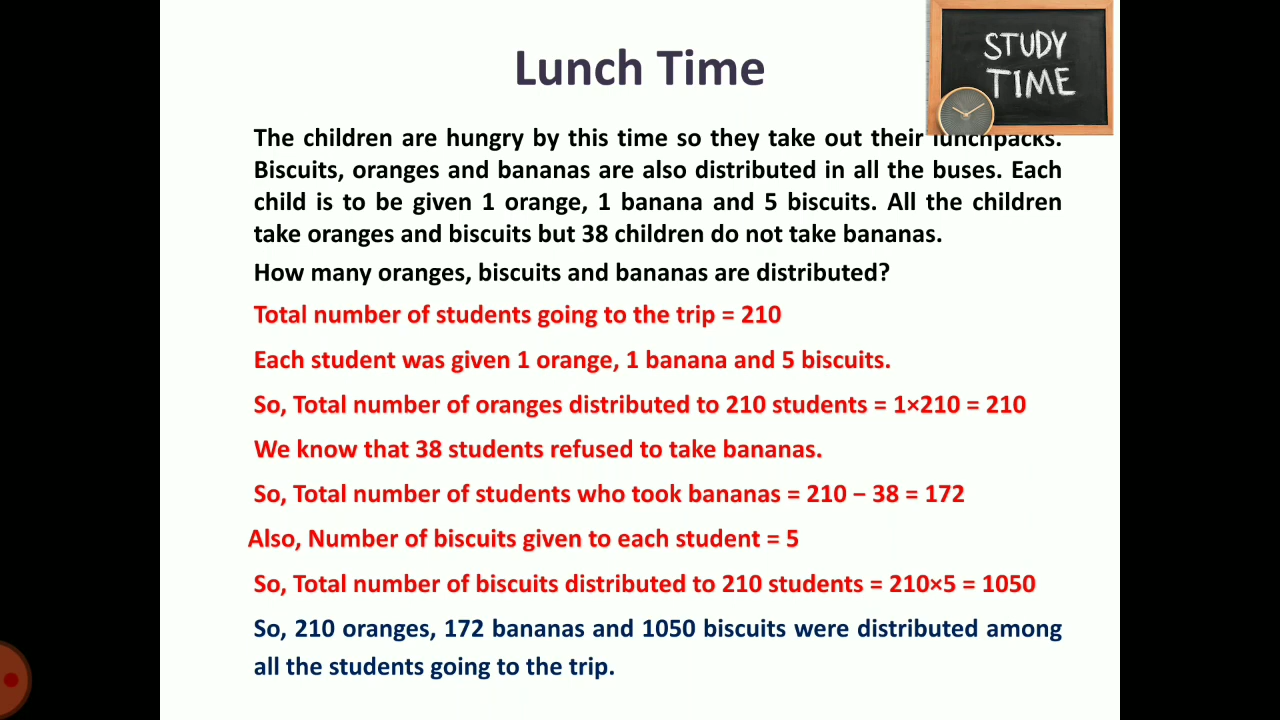 Lunch Time
STUDY
TIME
The children are hungry by this time so they take out their lunchpacks.
Biscuits, oranges and bananas are also distributed in all the buses. Each
child is to be given 1 orange, 1 banana and 5 biscuits. All the children
take oranges and biscuits but 38 children do not take bananas.
How many oranges, biscuits and bananas are distributed?
Total number of students going to the trip = 210
Each student was given 1 orange, 1 banana and 5 biscuits.
So, Total number of oranges distributed to 210 students = 1×210 = 210
We know that 38 students refused to take bananas.
So, Total number of students who took bananas = 210 − 38 = 172
Also, Number of biscuits given to each student = 5
So, Total number of biscuits distributed to 210 students = 210×5 = 1050
So, 210 oranges, 172 bananas and 1050 biscuits were distributed among
all the students going to the trip.